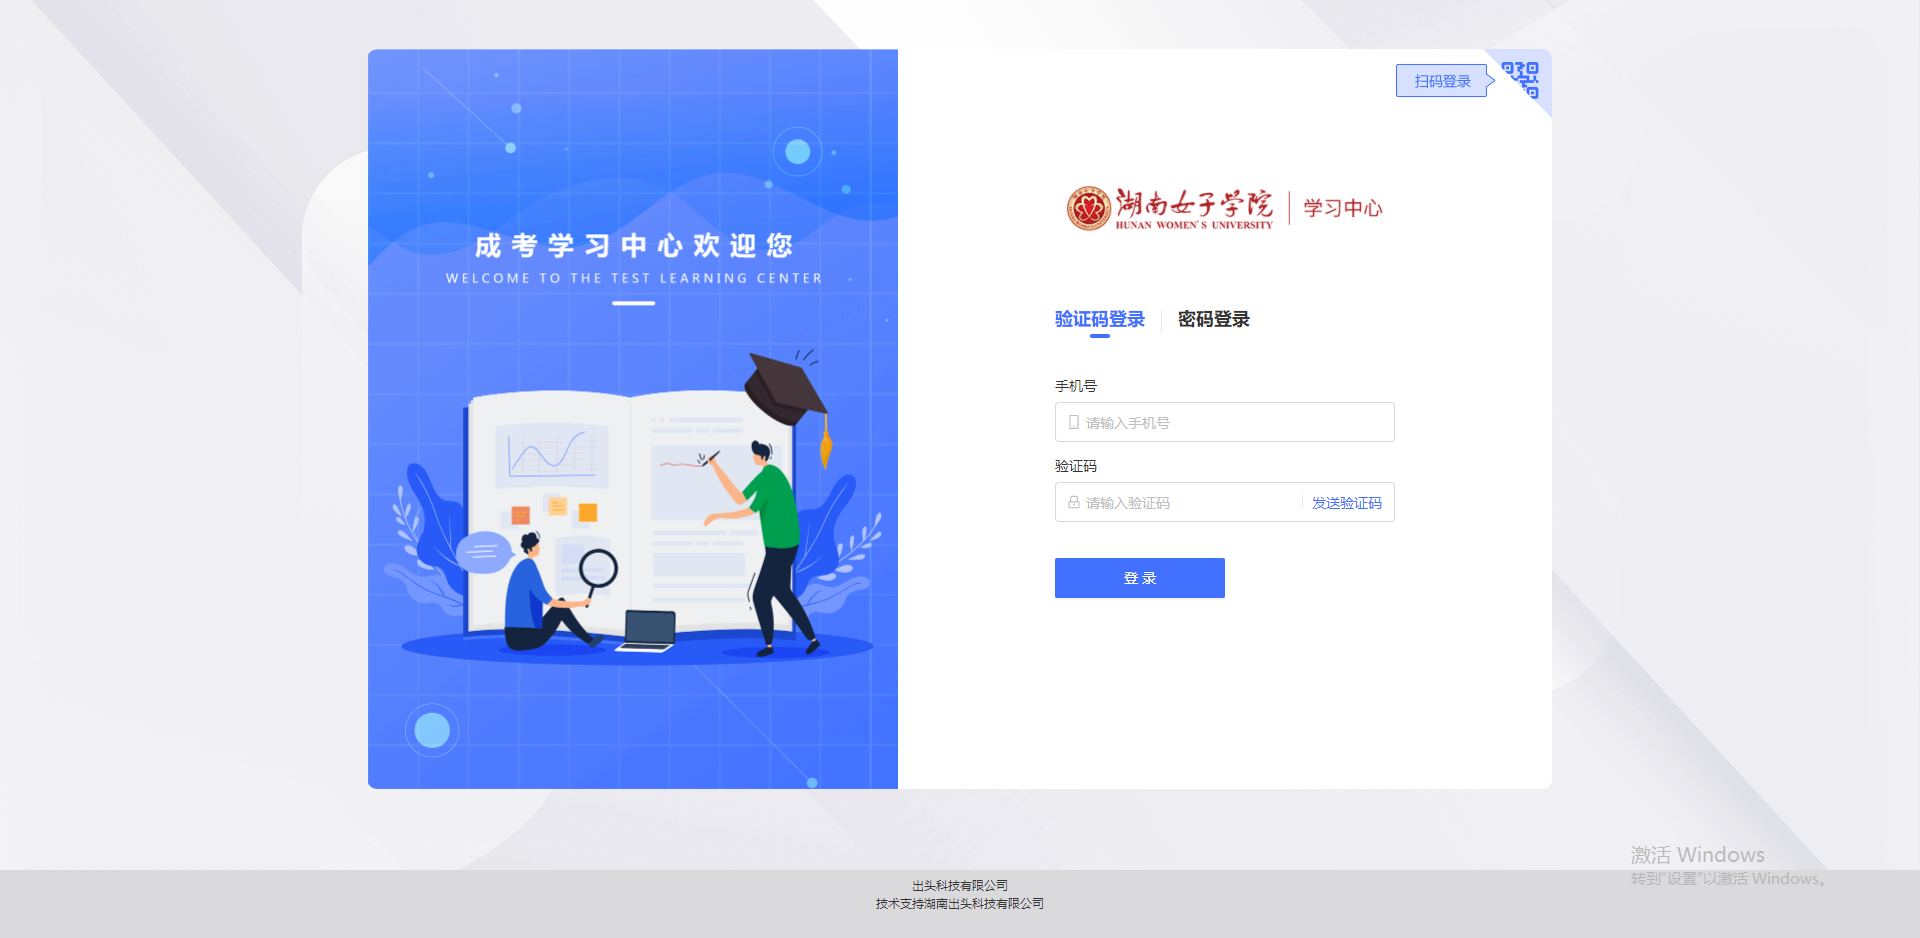 扫码登录
湖南女子学院
HUNAN WOMEN'S UNIVERSITY
学习中心
成考学习中心欢迎您
WELCOME TO THE TEST LEARNING CENTER
验证码登录
密码登录
手机号
请输入手机号
验证码
请输入验证码
发送验证码
登录
激活 Windows
转到“设置”以激活 Windows。
出头科技有限公司
技术支持湖南出头科技有限公司